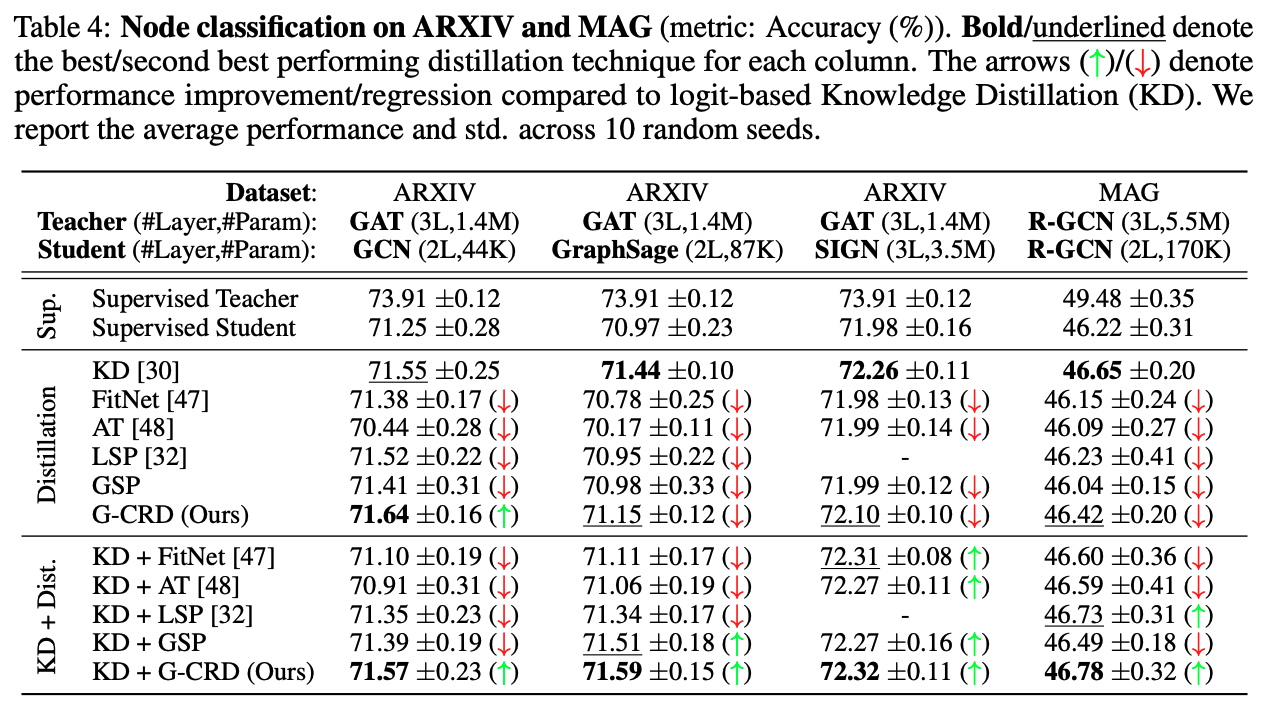 Table 4: Node classification on ARXIV and MAG (metric: Accuracy (%)). Bold/underlined denote
the best/second best performing distillation technique for each column. The arrows (↑)/(↓) denote
performance improvement/regression compared to logit-based Knowledge Distillation (KD). We
report the average performance and std. across 10 random seeds.
Dataset: ARXIV ARXIV ARXIV MAG
Teacher (#Layer,#Param): GAT (3L,1.4M) GAT (3L,1.4M) GAT (3L,1.4M) R-GCN (3L,5.5M)
Student (#Layer,#Param): GCN (2L,44K) GraphSage (2L,87K) SIGN (3L,3.5M) R-GCN (2L,170K)
Sup.
Supervised Teacher 73.91 ±0.12 73.91 ±0.12 73.91 ±0.12 49.48 ±0.35
Supervised Student 71.25 ±0.28 70.97 ±0.23 71.98 ±0.16 46.22 ±0.31
Distillation
KD [30] 71.55 ±0.25 71.44 ±0.10 72.26 ±0.11 46.65 ±0.20
FitNet [47] 71.38 ±0.17 (↓) 70.78 ±0.25 (↓) 71.98 ±0.13 (↓) 46.15 ±0.24 (↓)
AT [48] 70.44 ±0.28 (↓) 70.17 ±0.11 (↓) 71.99 ±0.14 (↓) 46.09 ±0.27 (↓)
LSP [32] 71.52 ±0.22 (↓) 70.95 ±0.22 (↓) - 46.23 ±0.41 (↓)
GSP 71.41 ±0.31 (↓) 70.98 ±0.33 (↓) 71.99 ±0.12 (↓) 46.04 ±0.15 (↓)
G-CRD (Ours) 71.64 ±0.16 (↑) 71.15 ±0.12 (↓) 72.10 ±0.10 (↓) 46.42 ±0.20 (↓)
KD + Dist.
KD + FitNet [47] 71.10 ±0.19 (↓) 71.11 ±0.17 (↓) 72.31 ±0.08 (↑) 46.60 ±0.36 (↓)
KD + AT [48] 70.91 ±0.31 (↓) 71.06 ±0.19 (↓) 72.27 ±0.11 (↑) 46.59 ±0.41 (↓)
KD + LSP [32] 71.35 ±0.23 (↓) 71.34 ±0.17 (↓) - 46.73 ±0.31 (↑)
KD + GSP 71.39 ±0.19 (↓) 71.51 ±0.18 (↑) 72.27 ±0.16 (↑) 46.49 ±0.18 (↓)
KD + G-CRD (Ours) 71.57 ±0.23 (↑) 71.59 ±0.15 (↑) 72.32 ±0.11 (↑) 46.78 ±0.32 (↑)